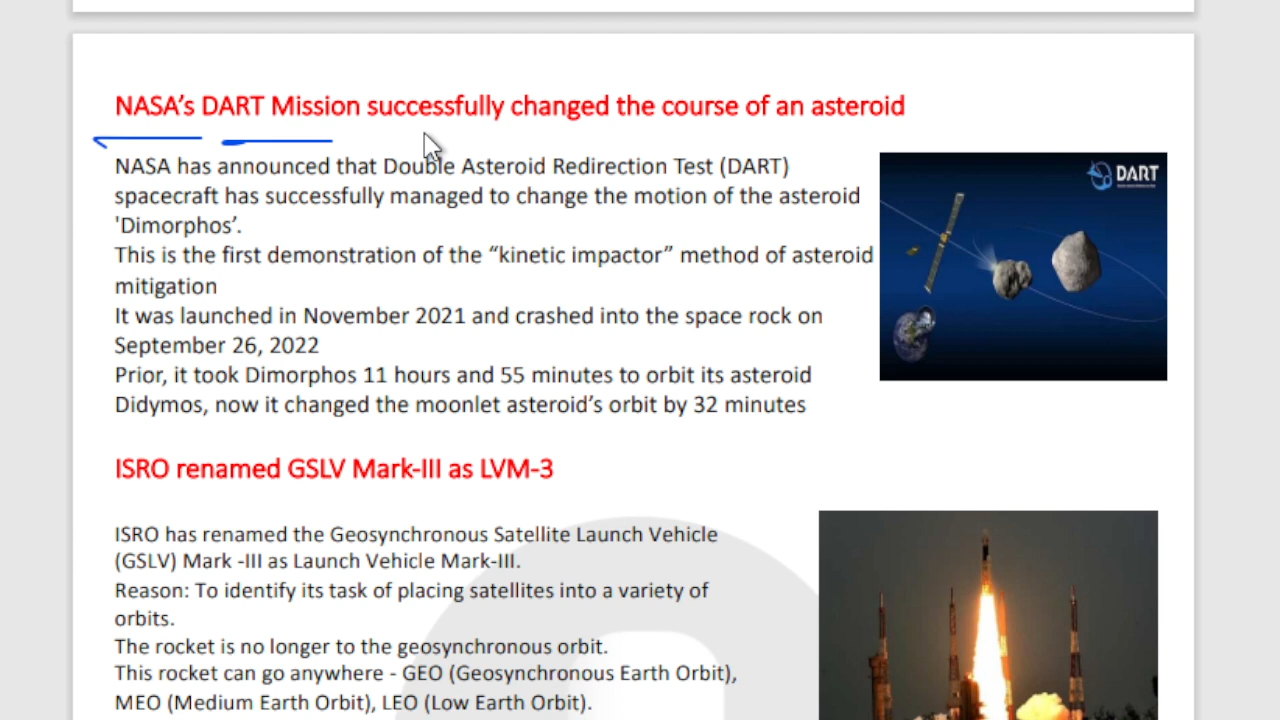 NASA's DART Mission successfully changed the course of an asteroid
NASA has announced that Double Asteroid Redirection Test (DART)
spacecraft has successfully managed to change the motion of the asteroid
'Dimorphos’.
This is the first demonstration of the “kinetic impactor” method of asteroid
mitigation
It was launched in November 2021 and crashed into the space rock on
September 26, 2022
Prior, it took Dimorphos 11 hours and 55 minutes to orbit its asteroid
Didymos, now it changed the moonlet asteroid’s orbit by 32 minutes
DART
ISRO renamed GSLV Mark-III as LVM-3
ISRO has renamed the Geosynchronous Satellite Launch Vehicle
(GSLV) Mark -III as Launch Vehicle Mark-III.
Reason: To identify its task of placing satellites into a variety of
orbits.
The rocket is no longer to the geosynchronous orbit.
This rocket can go anywhere - GEO (Geosynchronous Earth Orbit),
MEO (Medium Earth Orbit), LEO (Low Earth Orbit).